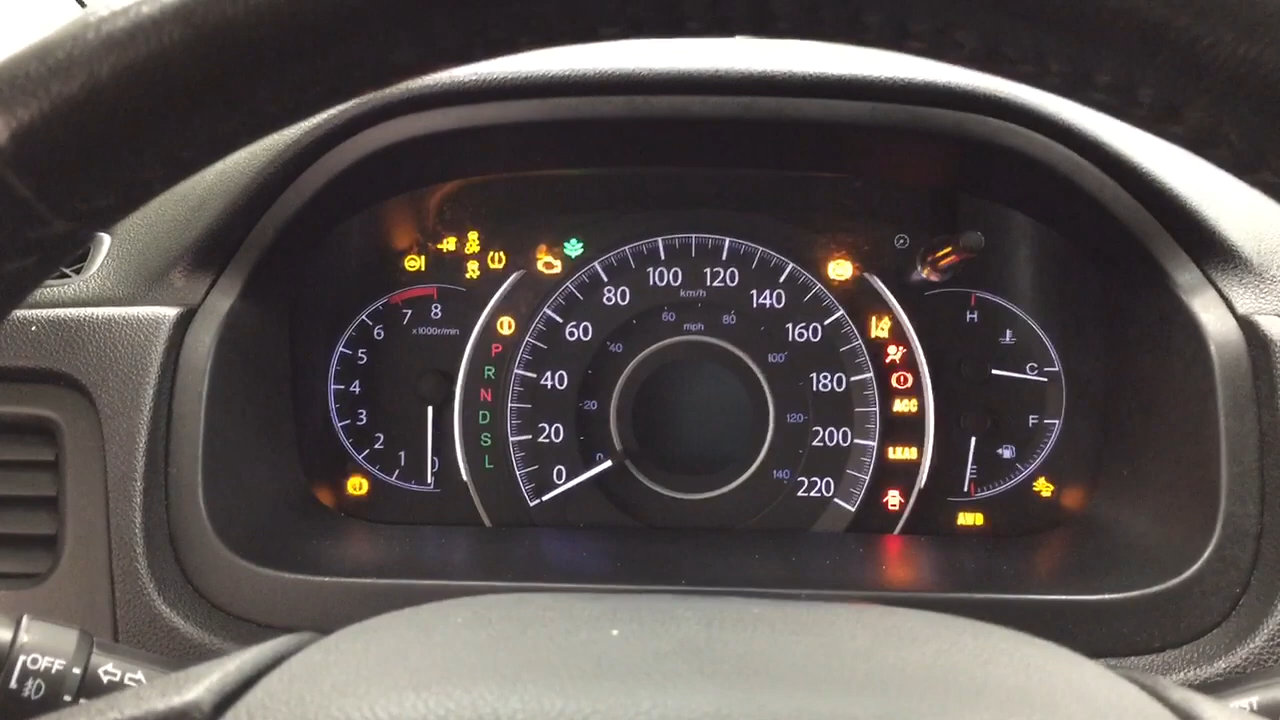 7 8
x1000r/min
6
5
4
3
2
1
0
P
R
N
D
S
L
100 120
km/h
80 140
60 80
mph
60 160
40 100
40 180
20 120
20 200
0 0 140 220
ABS
ACC
LKAS
AWD
H
C
F
E
OFF